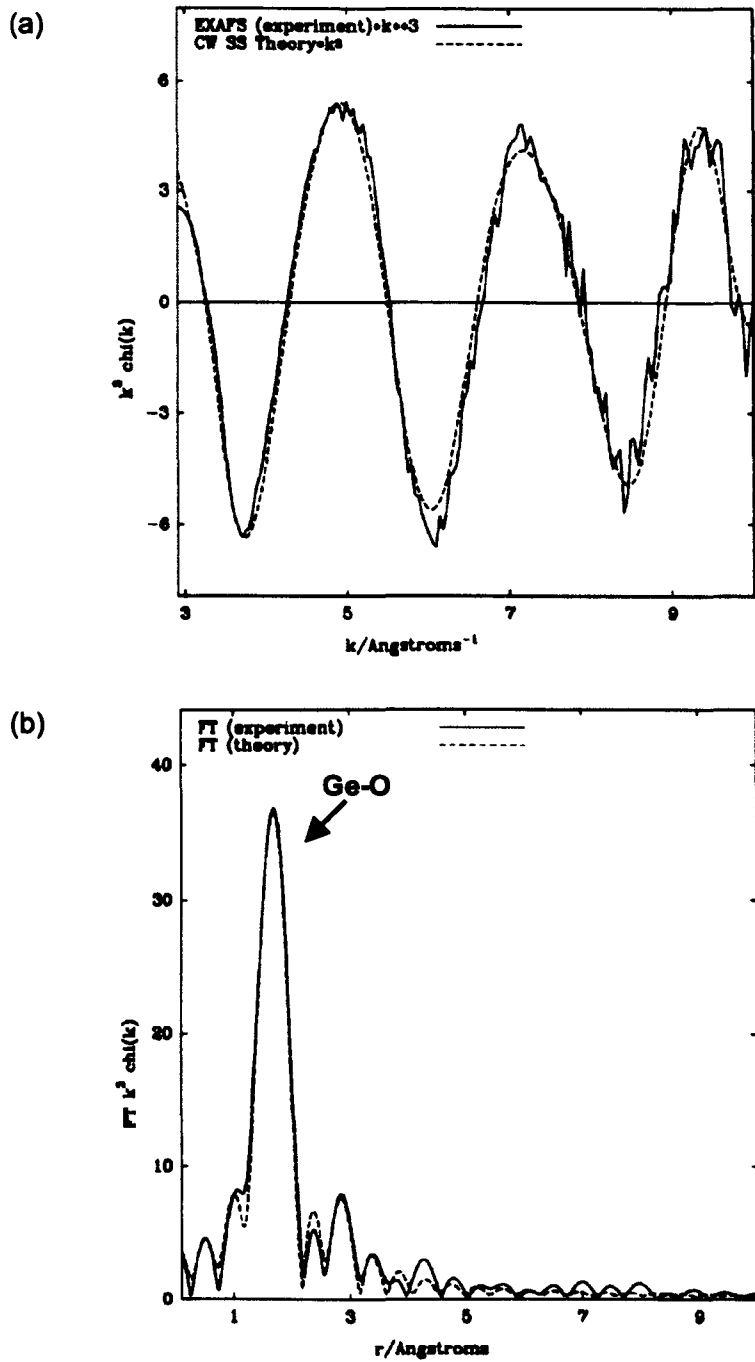 (a)
EXAFS (experiment)*k**3
CW SS Theory*k³
6
3
0
-3
-6
k³ chi(k)
3 5 7 9
k/Angstroms⁻¹
(b)
FT (experiment)
FT (theory)
Ge-O
40
30
20
10
0
FT k³ chi(k)
1 3 5 7 9
r/Angstroms